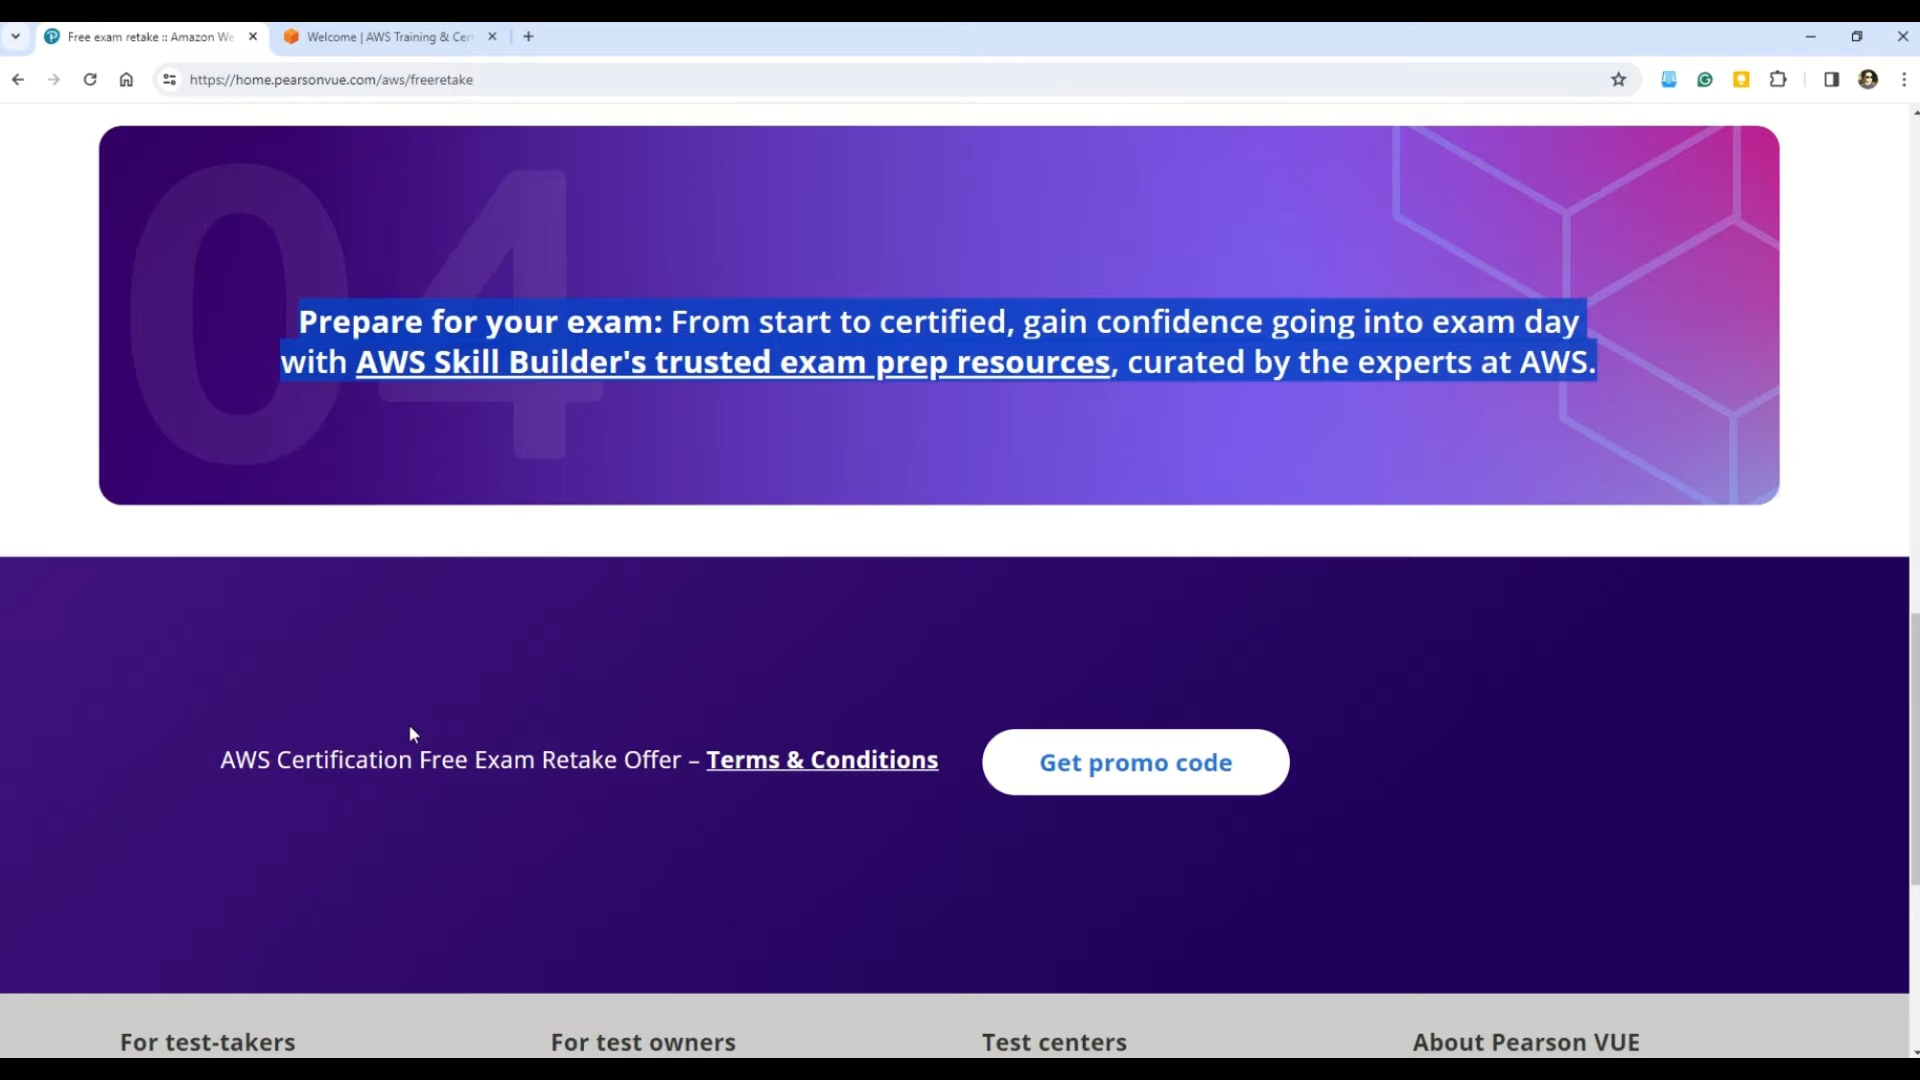 Free exam retake :: Amazon We
Welcome | AWS Training & Cer
https://home.pearsonvue.com/aws/freeretake
04
Prepare for your exam: From start to certified, gain confidence going into exam day
with AWS Skill Builder's trusted exam prep resources, curated by the experts at AWS.
AWS Certification Free Exam Retake Offer – Terms & Conditions
Get promo code
For test-takers
For test owners
Test centers
About Pearson VUE